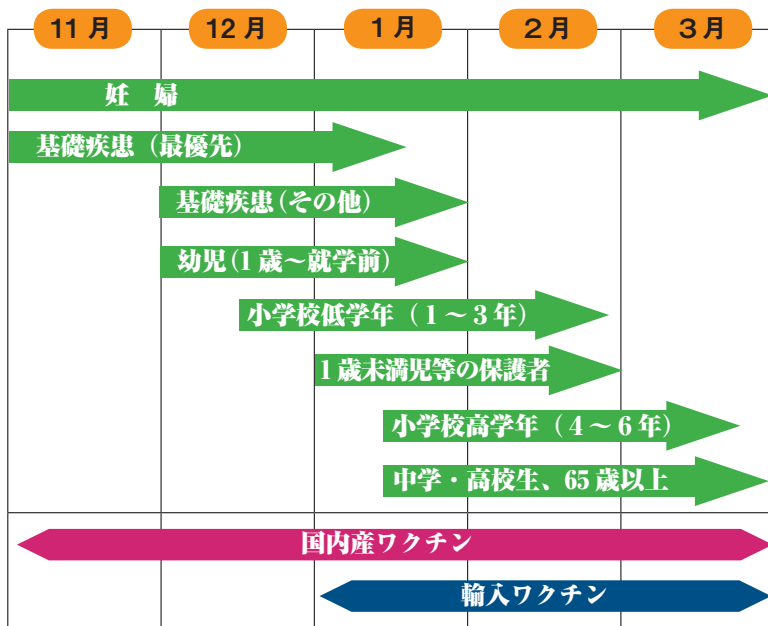 11月 12月 1月 2月 3月
妊 婦
基礎疾患（最優先）
基礎疾患（その他）
幼児（1歳〜就学前）
小学校低学年（1〜3年）
1歳未満児等の保護者
小学校高学年（4〜6年）
中学・高校生、65歳以上
国内産ワクチン
輸入ワクチン